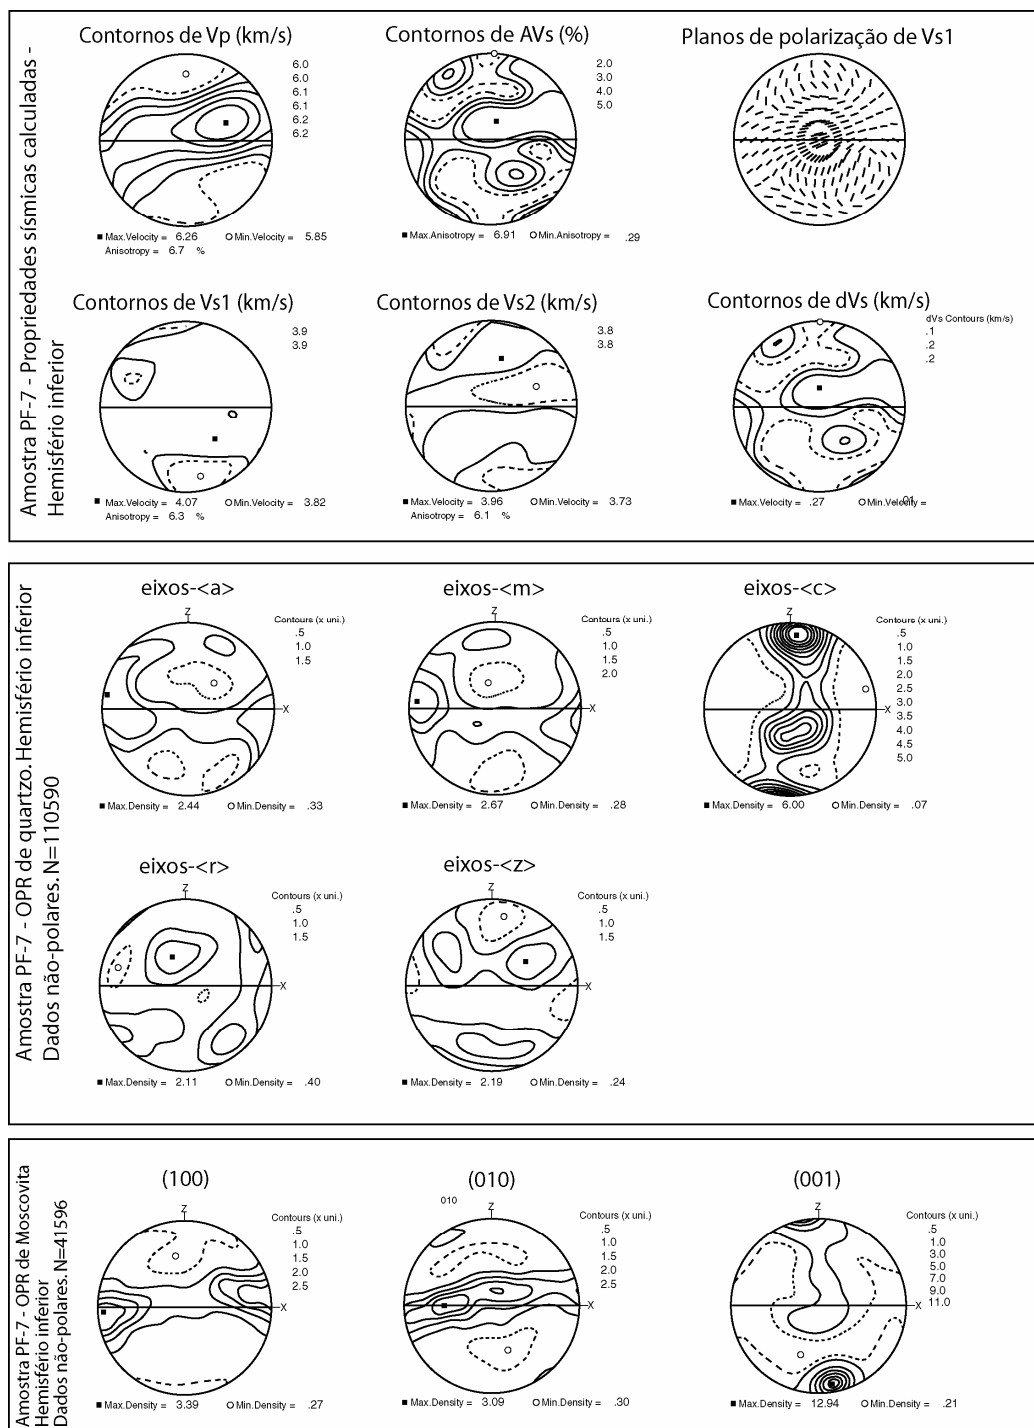 Amostra PF-7 - Propriedades sísmicas calculadas -
Hemisfério inferior
Contornos de Vp (km/s)
6.0
6.0
6.1
6.1
6.2
6.2
Max.Velocity = 6.26 Min.Velocity = 5.85
Anisotropy = 6.7 %
Contornos de AVs (%)
2.0
3.0
4.0
5.0
Max.Anisotropy = 6.91 Min.Anisotropy = .29
Planos de polarização de Vs1
Contornos de Vs1 (km/s)
3.9
3.9
Max.Velocity = 4.07 Min.Velocity = 3.82
Anisotropy = 6.3 %
Contornos de Vs2 (km/s)
3.8
3.8
Max.Velocity = 3.96 Min.Velocity = 3.73
Anisotropy = 6.1 %
Contornos de dVs (km/s)
dVs Contours (km/s)
.1
.2
.2
Max.Velocity = .27 Min.Velocity = .01
Amostra PF-7 - OPR de quartzo. Hemisfério inferior
Dados não-polares. N=110590
eixos-<a>
Z
X
Contours (x uni.)
.5
1.0
1.5
Max.Density = 2.44 Min.Density = .33
eixos-<m>
Z
X
Contours (x uni.)
.5
1.0
1.5
2.0
Max.Density = 2.67 Min.Density = .28
eixos-<c>
Z
X
Contours (x uni.)
.5
1.0
1.5
2.0
2.5
3.0
3.5
4.0
4.5
5.0
Max.Density = 6.00 Min.Density = .07
eixos-<r>
Z
X
Contours (x uni.)
.5
1.0
1.5
Max.Density = 2.11 Min.Density = .40
eixos-<z>
Z
X
Contours (x uni.)
.5
1.0
1.5
Max.Density = 2.19 Min.Density = .24
Amostra PF-7 - OPR de Moscovita
Hemisfério inferior
Dados não-polares. N=41596
(100)
Z
X
Contours (x uni.)
.5
1.0
1.5
2.0
2.5
Max.Density = 3.39 Min.Density = .27
(010)
010
Z
X
Contours (x uni.)
.5
1.0
1.5
2.0
2.5
Max.Density = 3.09 Min.Density = .30
(001)
Z
X
Contours (x uni.)
.5
1.0
3.0
5.0
7.0
9.0
11.0
Max.Density = 12.94 Min.Density = .21